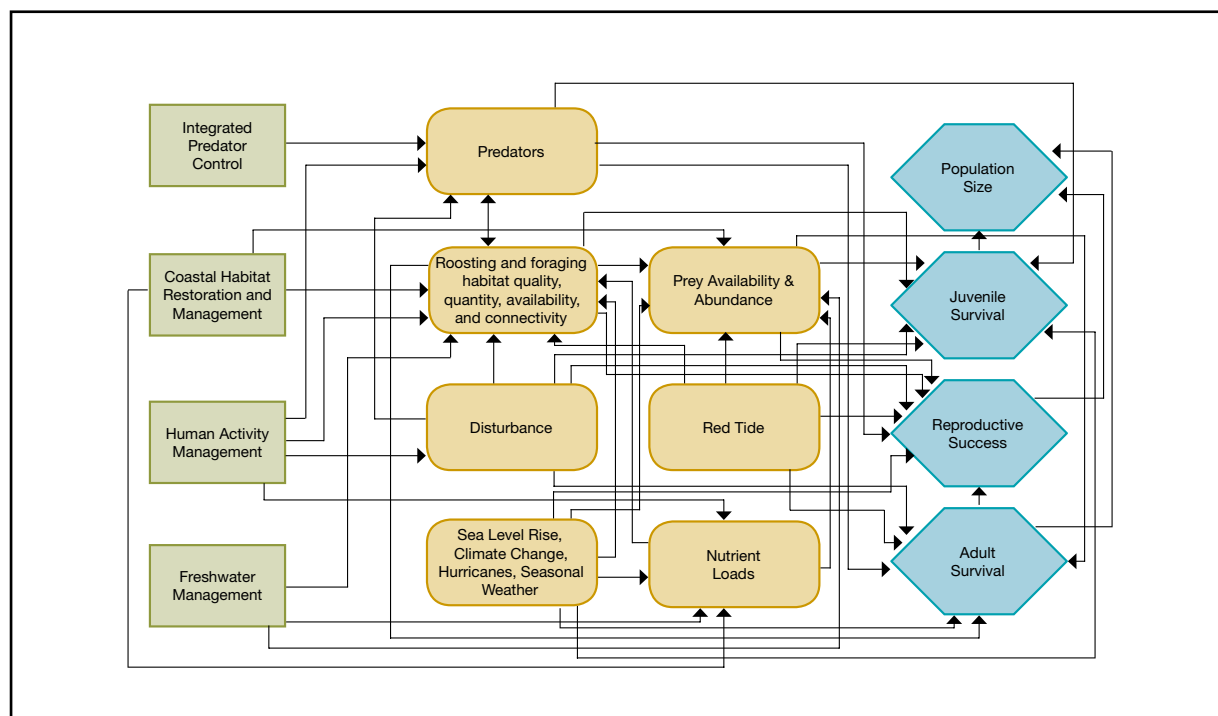 Integrated
Predator
Control
Predators
Population
Size
Coastal Habitat
Restoration and
Management
Roosting and foraging
habitat quality,
quantity, availability,
and connectivity
Prey Availability &
Abundance
Juvenile
Survival
Human Activity
Management
Disturbance
Red Tide
Reproductive
Success
Freshwater
Management
Sea Level Rise,
Climate Change,
Hurricanes, Seasonal
Weather
Nutrient
Loads
Adult
Survival